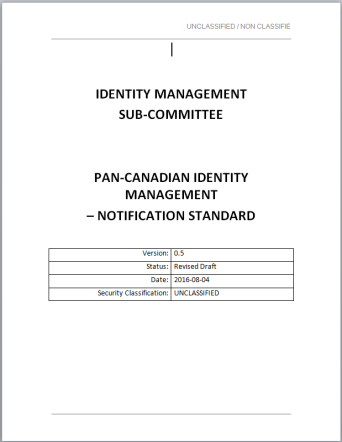 UNCLASSIFIED / NON CLASSIFIÉ
IDENTITY MANAGEMENT
SUB-COMMITTEE
PAN-CANADIAN IDENTITY
MANAGEMENT
– NOTIFICATION STANDARD
Version: 0.5
Status: Revised Draft
Date: 2016-08-04
Security Classification: UNCLASSIFIED